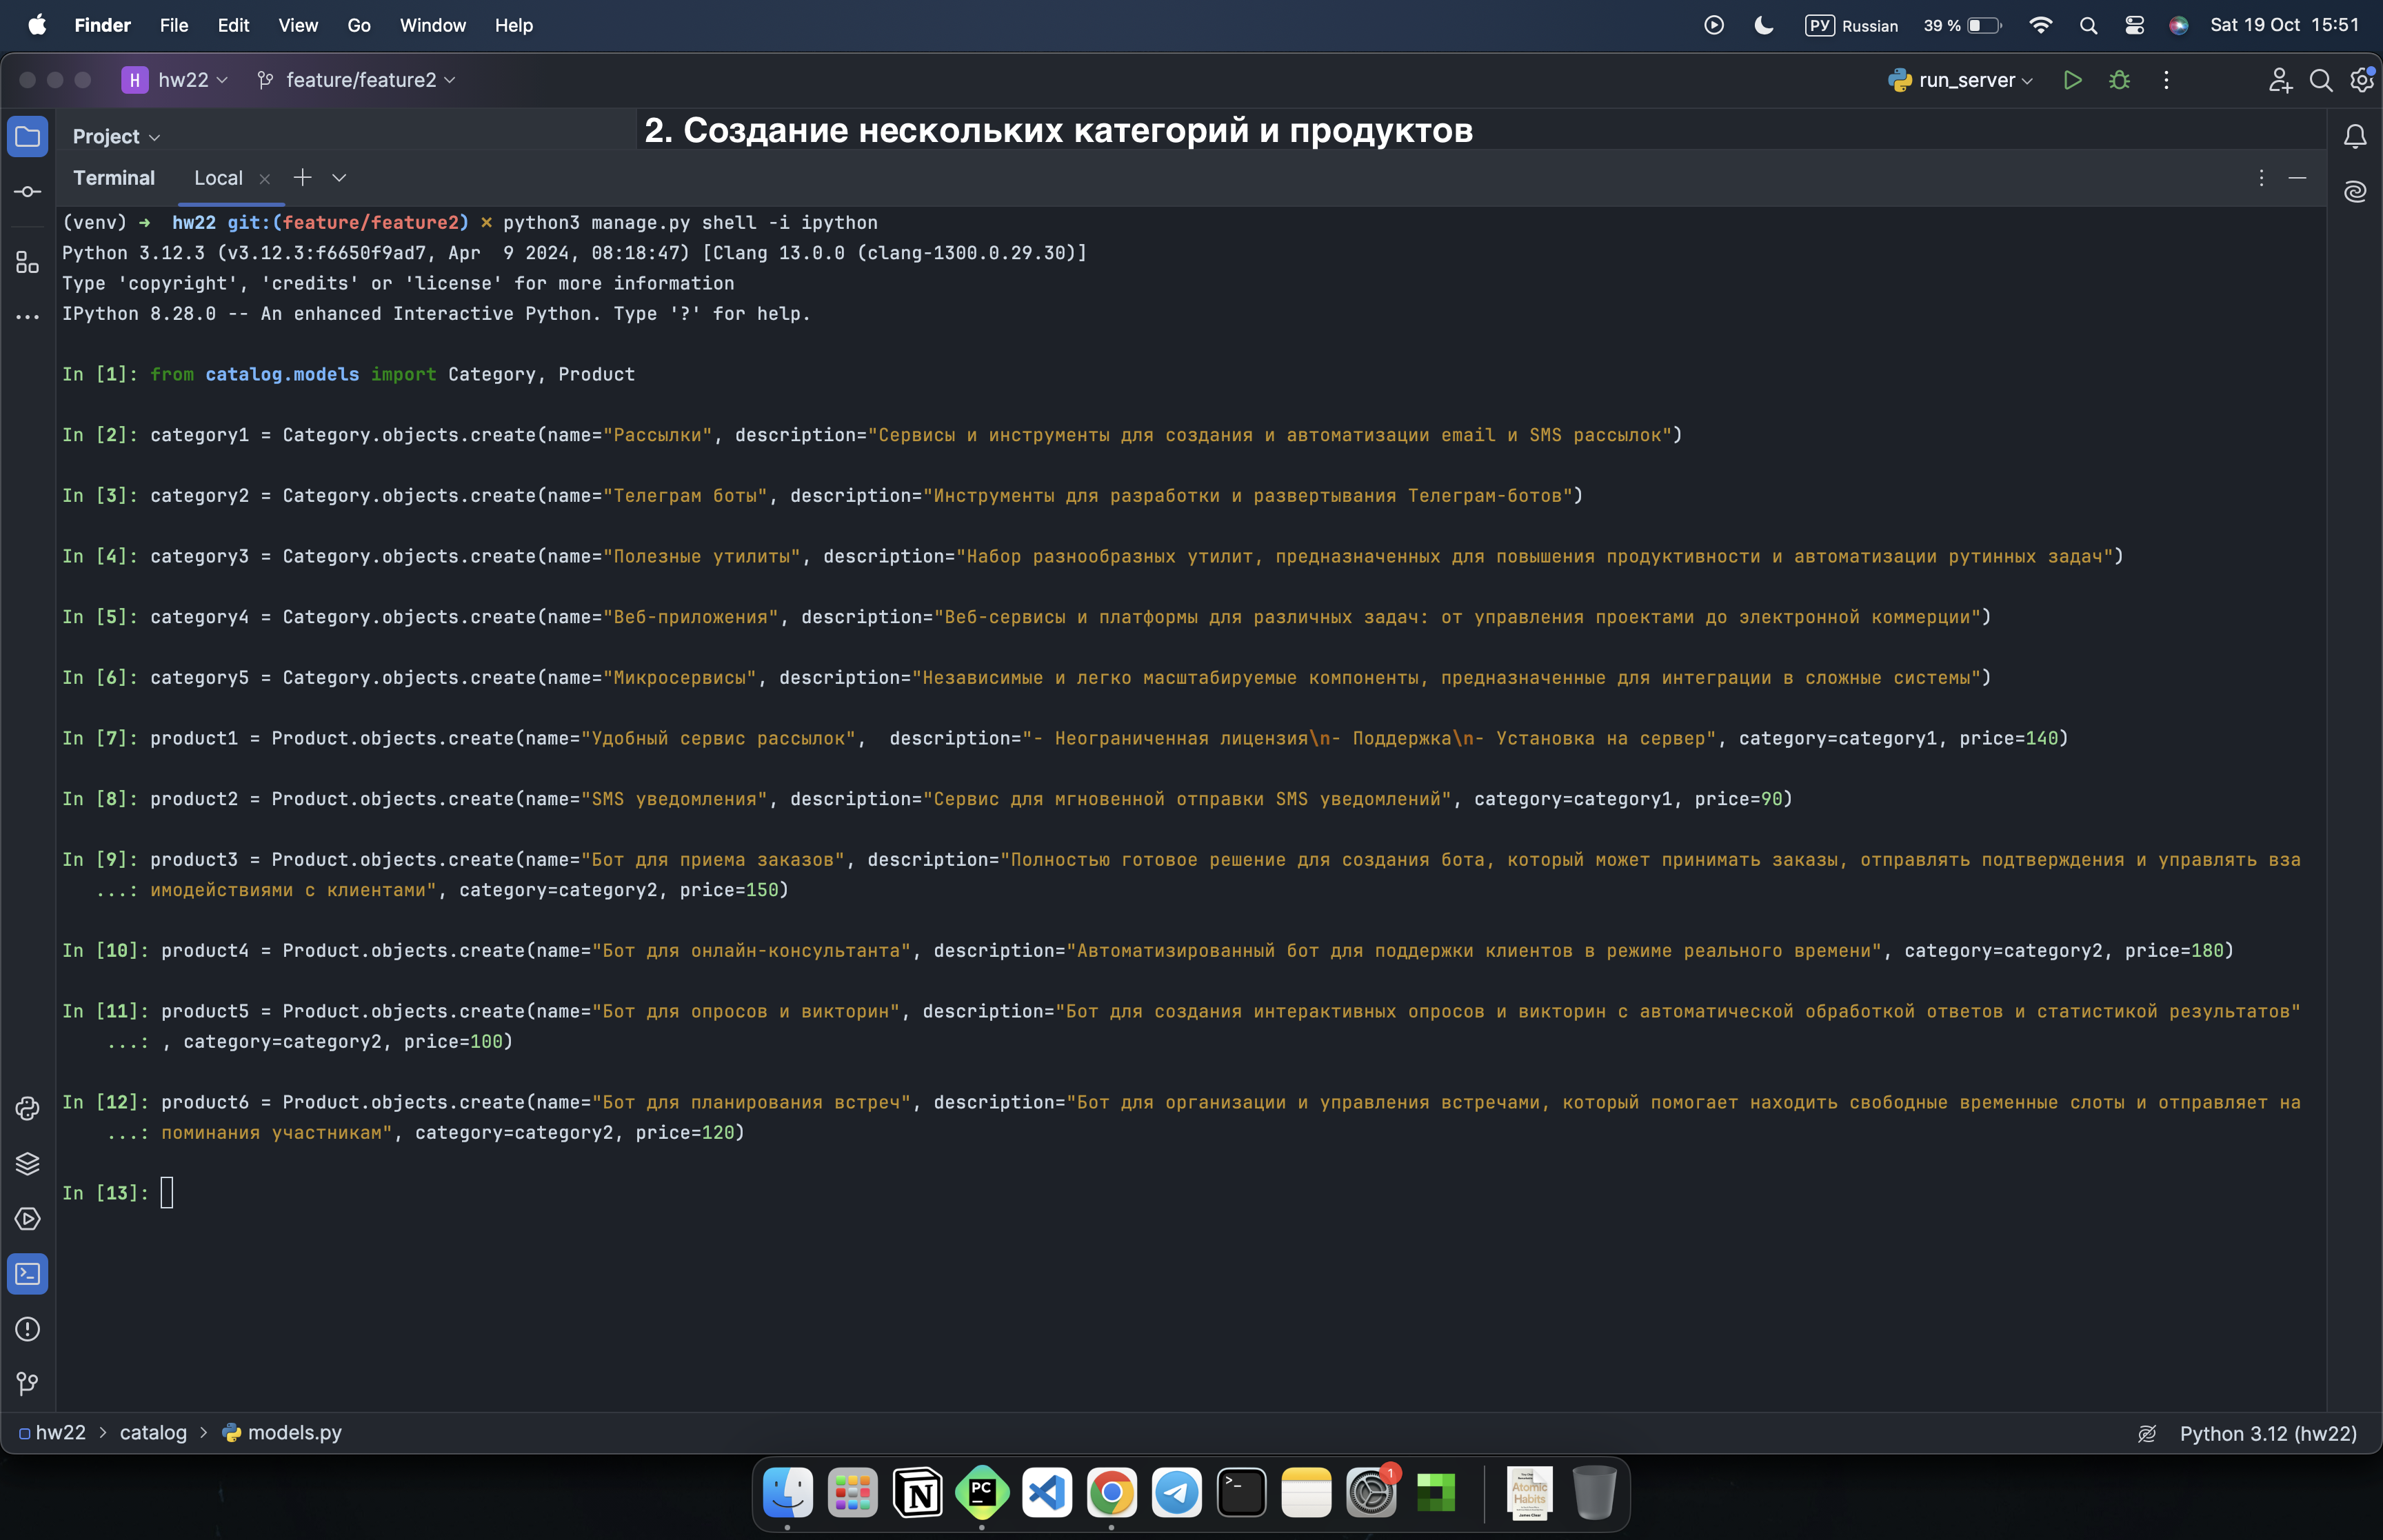 Finder File Edit View Go Window Help РУ Russian 39 % Sat 19 Oct 15:51
H hw22 feature/feature2 run_server
Project
2. Создание нескольких категорий и продуктов
Terminal Local
(venv) ➜ hw22 git:(feature/feature2) ✗ python3 manage.py shell -i ipython
Python 3.12.3 (v3.12.3:f6650f9ad7, Apr  9 2024, 08:18:47) [Clang 13.0.0 (clang-1300.0.29.30)]
Type 'copyright', 'credits' or 'license' for more information
IPython 8.28.0 -- An enhanced Interactive Python. Type '?' for help.
In [1]: from catalog.models import Category, Product
In [2]: category1 = Category.objects.create(name="Рассылки", description="Сервисы и инструменты для создания и автоматизации email и SMS рассылок")
In [3]: category2 = Category.objects.create(name="Телеграм боты", description="Инструменты для разработки и развертывания Телеграм-ботов")
In [4]: category3 = Category.objects.create(name="Полезные утилиты", description="Набор разнообразных утилит, предназначенных для повышения продуктивности и автоматизации рутинных задач")
In [5]: category4 = Category.objects.create(name="Веб-приложения", description="Веб-сервисы и платформы для различных задач: от управления проектами до электронной коммерции")
In [6]: category5 = Category.objects.create(name="Микросервисы", description="Независимые и легко масштабируемые компоненты, предназначенные для интеграции в сложные системы")
In [7]: product1 = Product.objects.create(name="Удобный сервис рассылок",  description="- Неограниченная лицензия\n- Поддержка\n- Установка на сервер", category=category1, price=140)
In [8]: product2 = Product.objects.create(name="SMS уведомления", description="Сервис для мгновенной отправки SMS уведомлений", category=category1, price=90)
In [9]: product3 = Product.objects.create(name="Бот для приема заказов", description="Полностью готовое решение для создания бота, который может принимать заказы, отправлять подтверждения и управлять вза
...: имодействиями с клиентами", category=category2, price=150)
In [10]: product4 = Product.objects.create(name="Бот для онлайн-консультанта", description="Автоматизированный бот для поддержки клиентов в режиме реального времени", category=category2, price=180)
In [11]: product5 = Product.objects.create(name="Бот для опросов и викторин", description="Бот для создания интерактивных опросов и викторин с автоматической обработкой ответов и статистикой результатов"
...: , category=category2, price=100)
In [12]: product6 = Product.objects.create(name="Бот для планирования встреч", description="Бот для организации и управления встречами, который помогает находить свободные временные слоты и отправляет на
...: поминания участникам", category=category2, price=120)
In [13]:
hw22 > catalog > models.py Python 3.12 (hw22)
PC
1
Atomic
Habits